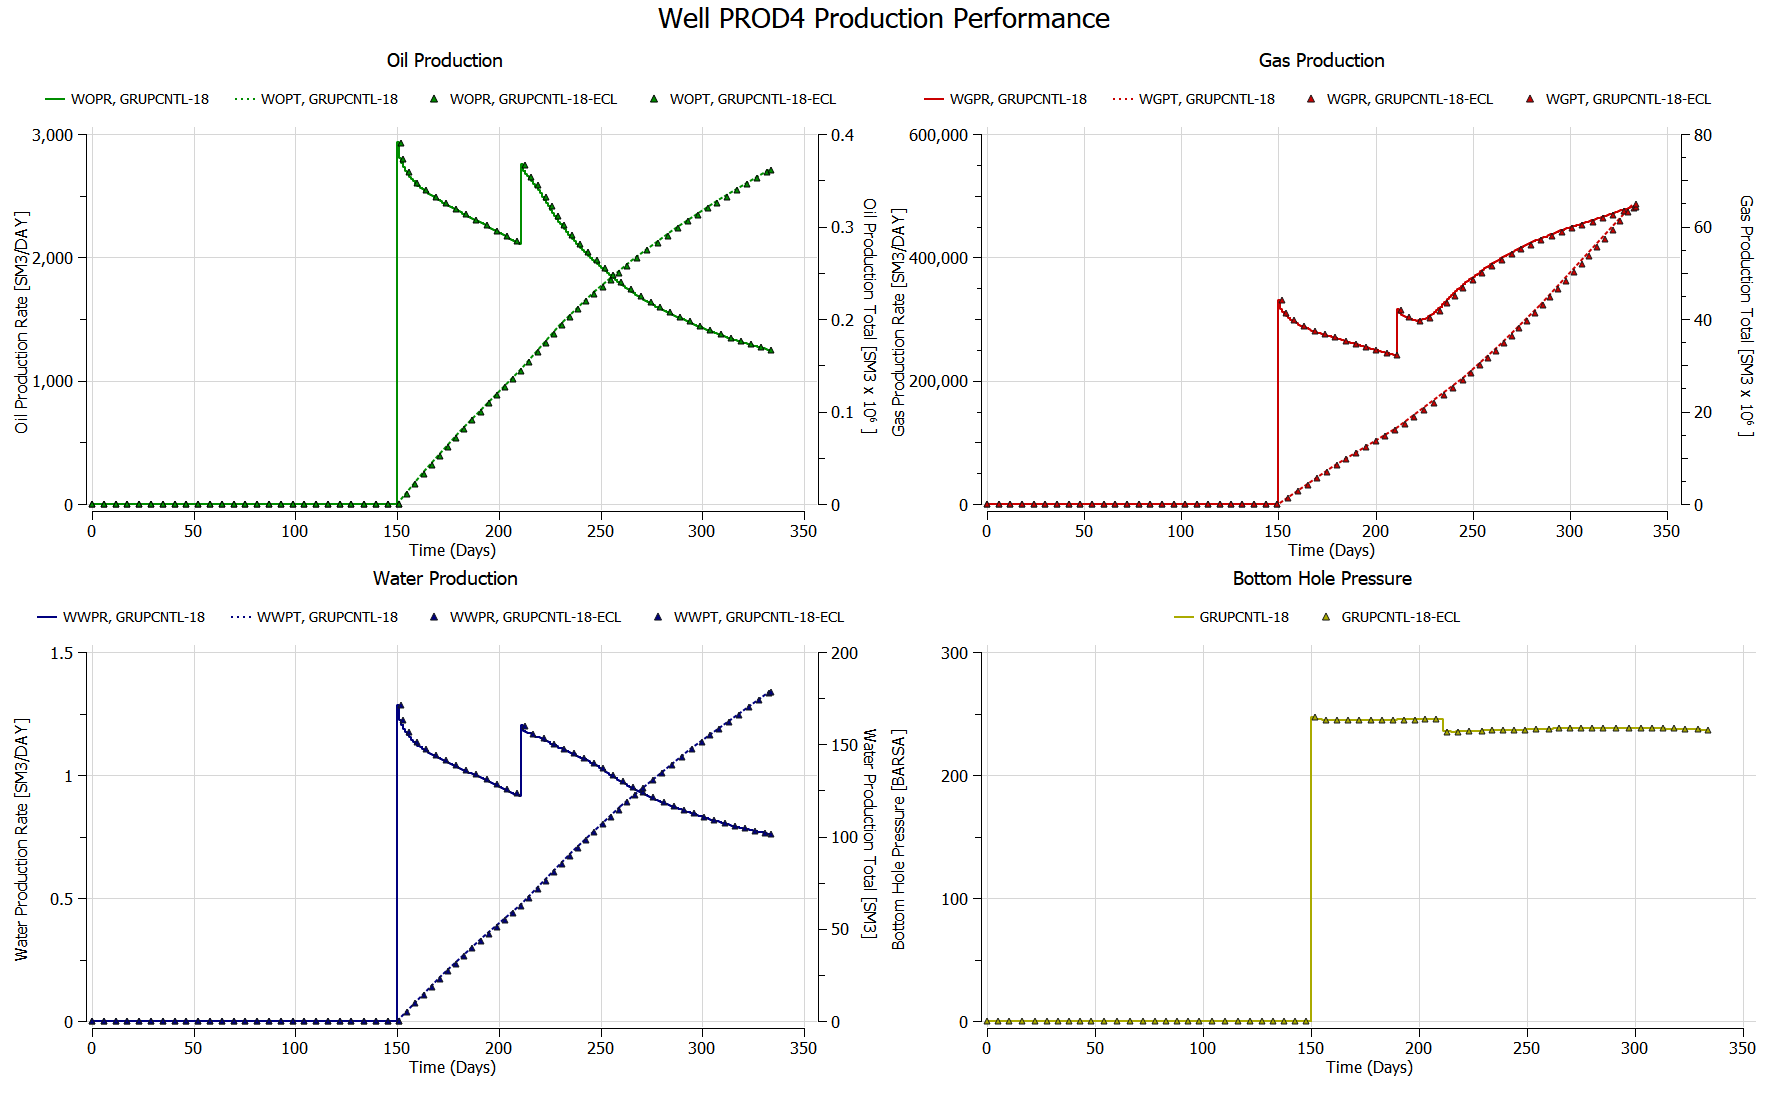 Well PROD4 Production Performance
Oil Production
WOPR, GRUPCNTL-18 WOPT, GRUPCNTL-18 WOPR, GRUPCNTL-18-ECL WOPT, GRUPCNTL-18-ECL
3,000
2,000
1,000
0
Oil Production Rate [SM3/DAY]
0.4
0.3
0.2
0.1
0
Oil Production Total [SM3 x 10⁶ ]
0 50 100 150 200 250 300 350
Time (Days)
Gas Production
WGPR, GRUPCNTL-18 WGPT, GRUPCNTL-18 WGPR, GRUPCNTL-18-ECL WGPT, GRUPCNTL-18-ECL
600,000
400,000
200,000
0
Gas Production Rate [SM3/DAY]
80
60
40
20
0
Gas Production Total [SM3 x 10⁶ ]
0 50 100 150 200 250 300 350
Time (Days)
Water Production
WWPR, GRUPCNTL-18 WWPT, GRUPCNTL-18 WWPR, GRUPCNTL-18-ECL WWPT, GRUPCNTL-18-ECL
1.5
1
0.5
0
Water Production Rate [SM3/DAY]
200
150
100
50
0
Water Production Total [SM3]
0 50 100 150 200 250 300 350
Time (Days)
Bottom Hole Pressure
GRUPCNTL-18 GRUPCNTL-18-ECL
300
200
100
0
Bottom Hole Pressure [BARSA]
0 50 100 150 200 250 300 350
Time (Days)